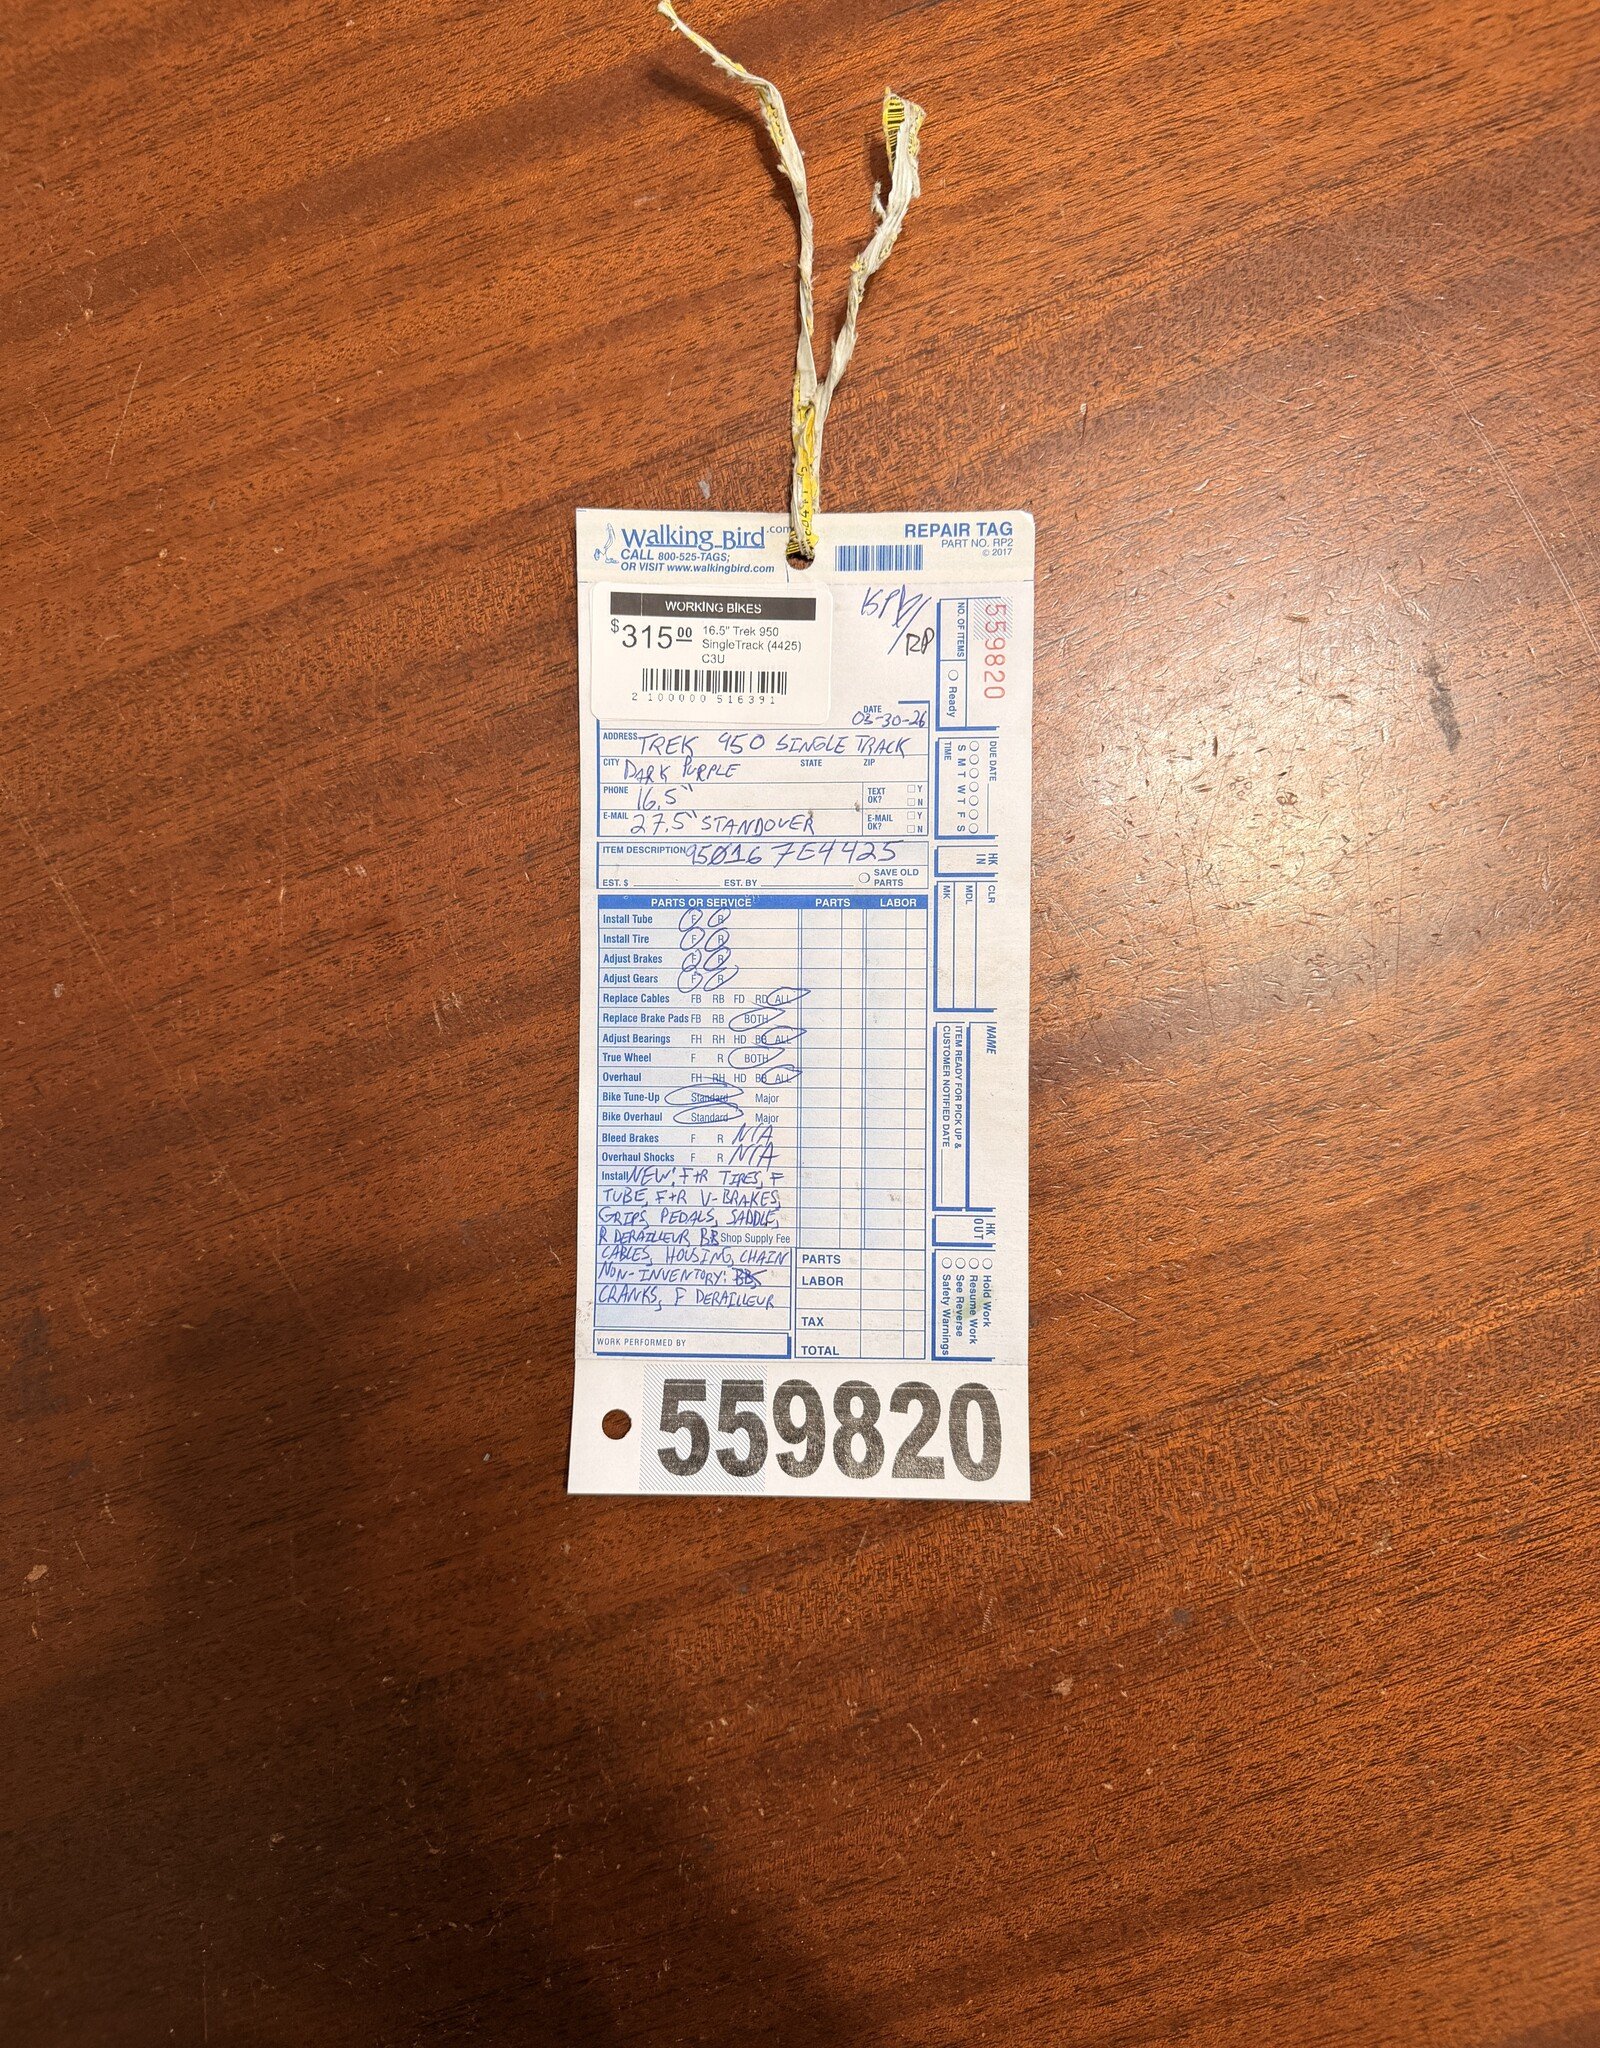 Walking Bird .com
CALL 800-525-TAGS;
OR VISIT www.walkingbird.com
REPAIR TAG
PART NO. RP2
© 2017
WORKING BIKES
$315.00
16.5" Trek 950
SingleTrack (4425)
C3U
2 100000 516391
RP
DATE
03-30-26
ADDRESS TREK 950 SINGLE TRACK
CITY DARK PURPLE STATE ZIP
PHONE 16.5" TEXT OK? Y N
E-MAIL 27.5" STANDOVER E-MAIL OK? Y N
ITEM DESCRIPTION 95016 7E4425
EST. $ EST. BY SAVE OLD PARTS
PARTS OR SERVICE PARTS LABOR
Install Tube F R
Install Tire F R
Adjust Brakes F R
Adjust Gears F R
Replace Cables FB RB FD RD ALL
Replace Brake Pads FB RB BOTH
Adjust Bearings FH RH HD BB ALL
True Wheel F R BOTH
Overhaul FH RH HD BB ALL
Bike Tune-Up Standard Major
Bike Overhaul Standard Major
Bleed Brakes F R N/A
Overhaul Shocks F R N/A
Install NEW: F+R TIRES, F
TUBE, F+R V-BRAKES,
GRIPS, PEDALS, SADDLE,
R DERAILLEUR BB Shop Supply Fee
CABLES, HOUSING, CHAIN
NON-INVENTORY: BB,
CRANKS, F DERAILLEUR
WORK PERFORMED BY
PARTS
LABOR
TAX
TOTAL
559820
NO. OF ITEMS
Ready
DUE DATE
S M T W T F S
TIME
HK IN
CLR
MDL
MK
NAME
ITEM READY FOR PICK UP &
CUSTOMER NOTIFIED DATE
HK OUT
Hold Work
Resume Work
See Reverse
Safety Warnings
559820